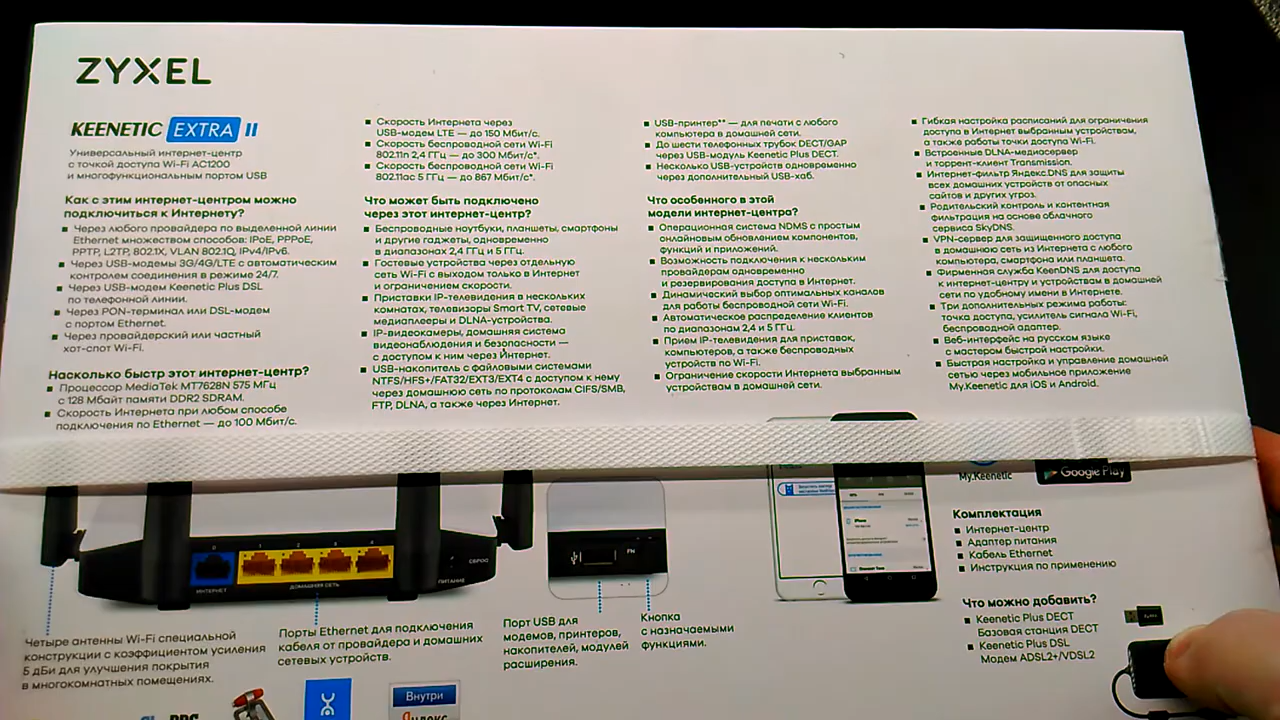 ZYXEL
KEENETIC EXTRA II
Универсальный интернет-центр
с точкой доступа Wi-Fi AC1200
и многофункциональным портом USB
Как с этим интернет-центром можно
подключиться к Интернету?
■ Через любого провайдера по выделенной линии
Ethernet множеством способов: IPoE, PPPoE,
PPTP, L2TP, 802.1X, VLAN 802.1Q, IPv4/IPv6.
■ Через USB-модемы 3G/4G/LTE с автоматическим
контролем соединения в режиме 24/7.
■ Через USB-модем Keenetic Plus DSL
по телефонной линии.
■ Через PON-терминал или DSL-модем
с портом Ethernet.
■ Через провайдерский или частный
хот-спот Wi-Fi.
Насколько быстр этот интернет-центр?
■ Процессор MediaTek MT7628N 575 МГц
с 128 Мбайт памяти DDR2 SDRAM.
■ Скорость Интернета при любом способе
подключения по Ethernet — до 100 Мбит/с.
■ Скорость Интернета через
USB-модем LTE — до 150 Мбит/с.
■ Скорость беспроводной сети Wi-Fi
802.11n 2,4 ГГц — до 300 Мбит/с*.
■ Скорость беспроводной сети Wi-Fi
802.11ac 5 ГГц — до 867 Мбит/с*.
Что может быть подключено
через этот интернет-центр?
■ Беспроводные ноутбуки, планшеты, смартфоны
и другие гаджеты, одновременно
в диапазонах 2,4 ГГц и 5 ГГц.
■ Гостевые устройства через отдельную
сеть Wi-Fi с выходом только в Интернет
и ограничением скорости.
■ Приставки IP-телевидения в нескольких
комнатах, телевизоры Smart TV, сетевые
медиаплееры и DLNA-устройства.
■ IP-видеокамеры, домашняя система
видеонаблюдения и безопасности —
с доступом к ним через Интернет.
■ USB-накопитель с файловыми системами
NTFS/HFS+/FAT32/EXT3/EXT4 с доступом к нему
через домашнюю сеть по протоколам CIFS/SMB,
FTP, DLNA, а также через Интернет.
■ USB-принтер** — для печати с любого
компьютера в домашней сети.
■ До шести телефонных трубок DECT/GAP
через USB-модуль Keenetic Plus DECT.
■ Несколько USB-устройств одновременно
через дополнительный USB-хаб.
Что особенного в этой
модели интернет-центра?
■ Операционная система NDMS с простым
онлайновым обновлением компонентов,
функций и приложений.
■ Возможность подключения к нескольким
провайдерам одновременно
и резервирования доступа в Интернет.
■ Динамический выбор оптимальных каналов
для работы беспроводной сети Wi-Fi.
■ Автоматическое распределение клиентов
по диапазонам 2,4 и 5 ГГц.
■ Прием IP-телевидения для приставок,
компьютеров, а также беспроводных
устройств по Wi-Fi.
■ Ограничение скорости Интернета выбранным
устройствам в домашней сети.
■ Гибкая настройка расписаний для ограничения
доступа в Интернет выбранным устройствам,
а также работы точки доступа Wi-Fi.
■ Встроенные DLNA-медиасервер
и торрент-клиент Transmission.
■ Интернет-фильтр Яндекс.DNS для защиты
всех домашних устройств от опасных
сайтов и других угроз.
■ Родительский контроль и контентная
фильтрация на основе облачного
сервиса SkyDNS.
■ VPN-сервер для защищенного доступа
в домашнюю сеть из Интернета с любого
компьютера, смартфона или планшета.
■ Фирменная служба KeenDNS для доступа
к интернет-центру и устройствам в домашней
сети по удобному имени в Интернете.
■ Три дополнительных режима работы:
точка доступа, усилитель сигнала Wi-Fi,
беспроводной адаптер.
■ Веб-интерфейс на русском языке
с мастером быстрой настройки.
■ Быстрая настройка и управление домашней
сетью через мобильное приложение
My.Keenetic для iOS и Android.
0
1 2 3 4
ИНТЕРНЕТ
ДОМАШНЯЯ СЕТЬ
ПИТАНИЕ
СБРОС
FN
My.Keenetic
Google Play
Комплектация
■ Интернет-центр
■ Адаптер питания
■ Кабель Ethernet
■ Инструкция по применению
Что можно добавить?
■ Keenetic Plus DECT
Базовая станция DECT
■ Keenetic Plus DSL
Модем ADSL2+/VDSL2
Четыре антенны Wi-Fi специальной
конструкции с коэффициентом усиления
5 дБи для улучшения покрытия
в многокомнатных помещениях.
Порты Ethernet для подключения
кабеля от провайдера и домашних
сетевых устройств.
Порт USB для
модемов, принтеров,
накопителей, модулей
расширения.
Кнопка
с назначаемыми
функциями.
Внутри
Яндекс